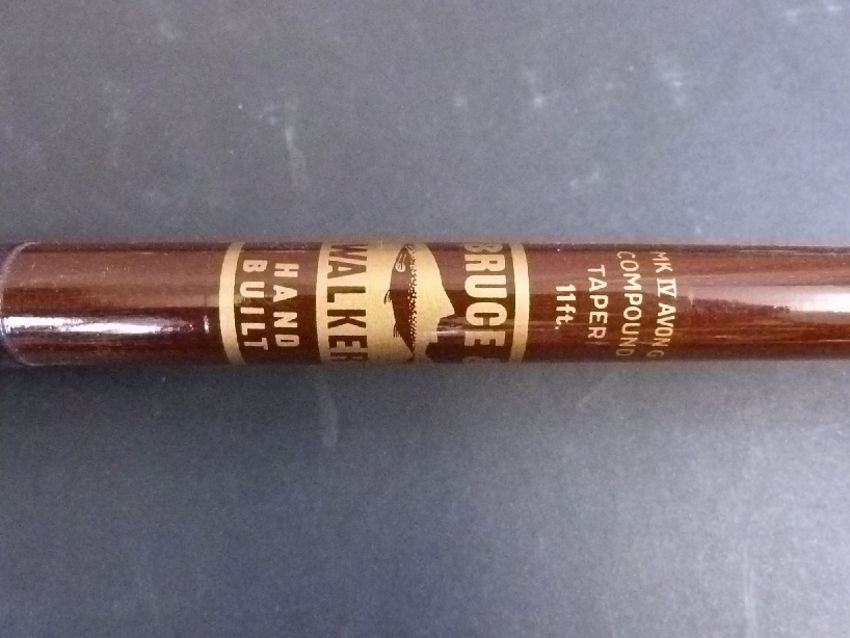 MK IV AVON G
COMPOUND
TAPER
11ft.
BRUCE &
WALKER
HAND
BUILT